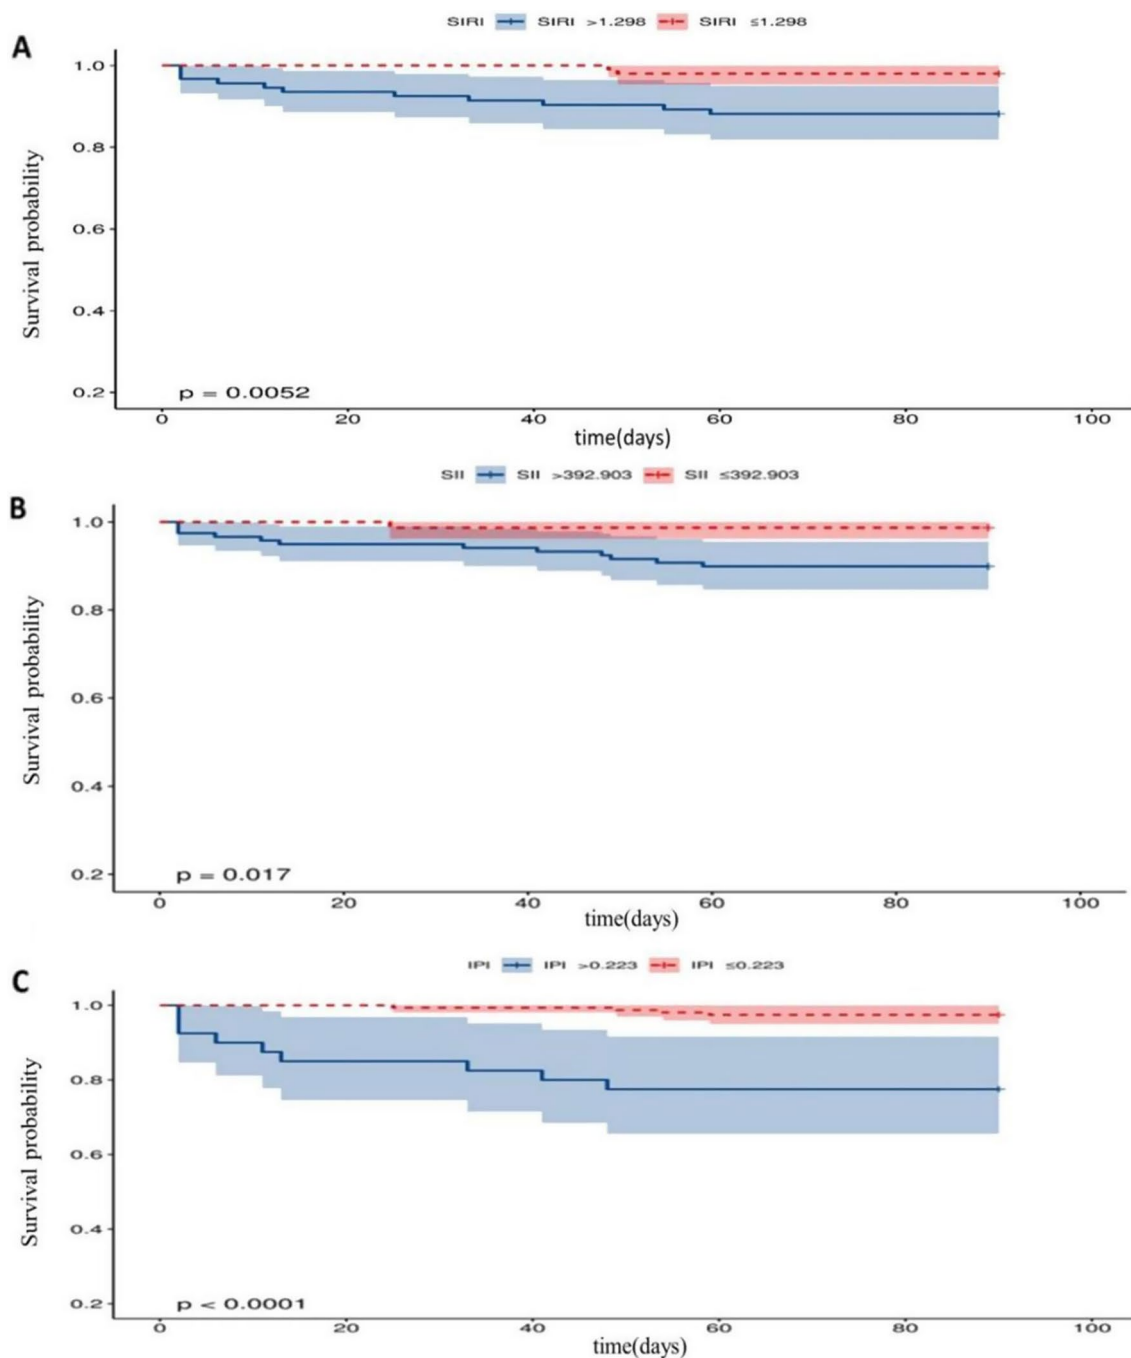 A
SIRI SIRI >1.298 SIRI ≤1.298
1.0
0.8
0.6
0.4
0.2
Survival probability
p = 0.0052
0 20 40 60 80 100
time(days)
B
SII SII >392.903 SII ≤392.903
1.0
0.8
0.6
0.4
0.2
Survival probability
p = 0.017
0 20 40 60 80 100
time(days)
C
IPI IPI >0.223 IPI ≤0.223
1.0
0.8
0.6
0.4
0.2
Survival probability
p < 0.0001
0 20 40 60 80 100
time(days)